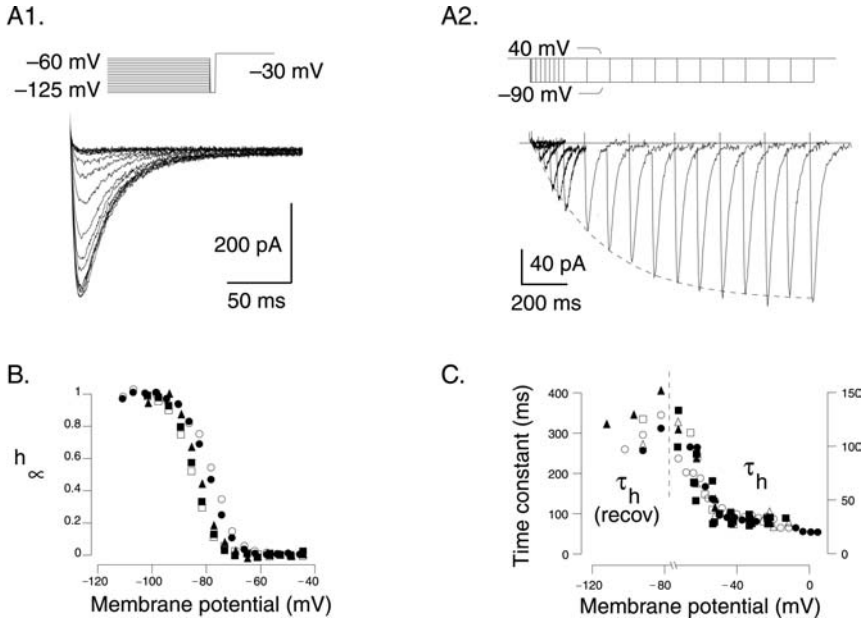 A1.
−60 mV
−125 mV
−30 mV
200 pA
50 ms
A2.
40 mV
−90 mV
40 pA
200 ms
B.
h∝
1
0.8
0.6
0.4
0.2
0
−120
−100
−80
−60
−40
Membrane potential (mV)
C.
Time constant (ms)
400
300
200
100
0
150
100
50
0
τh
(recov)
τh
−120
−80
−40
0
Membrane potential (mV)